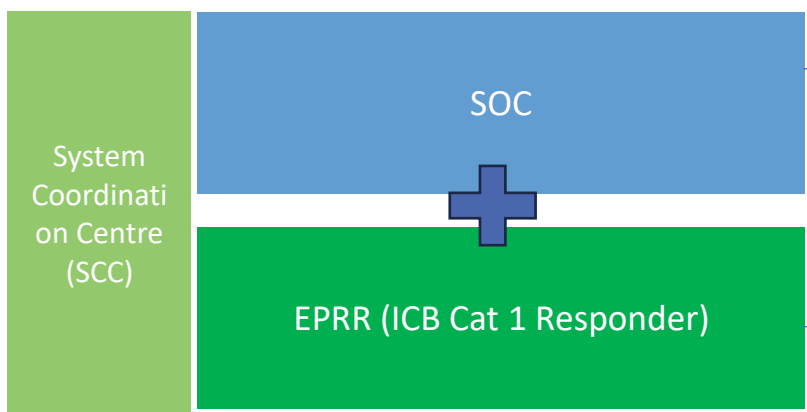 System
Coordinati
on Centre
(SCC)
SOC
EPRR (ICB Cat 1 Responder)